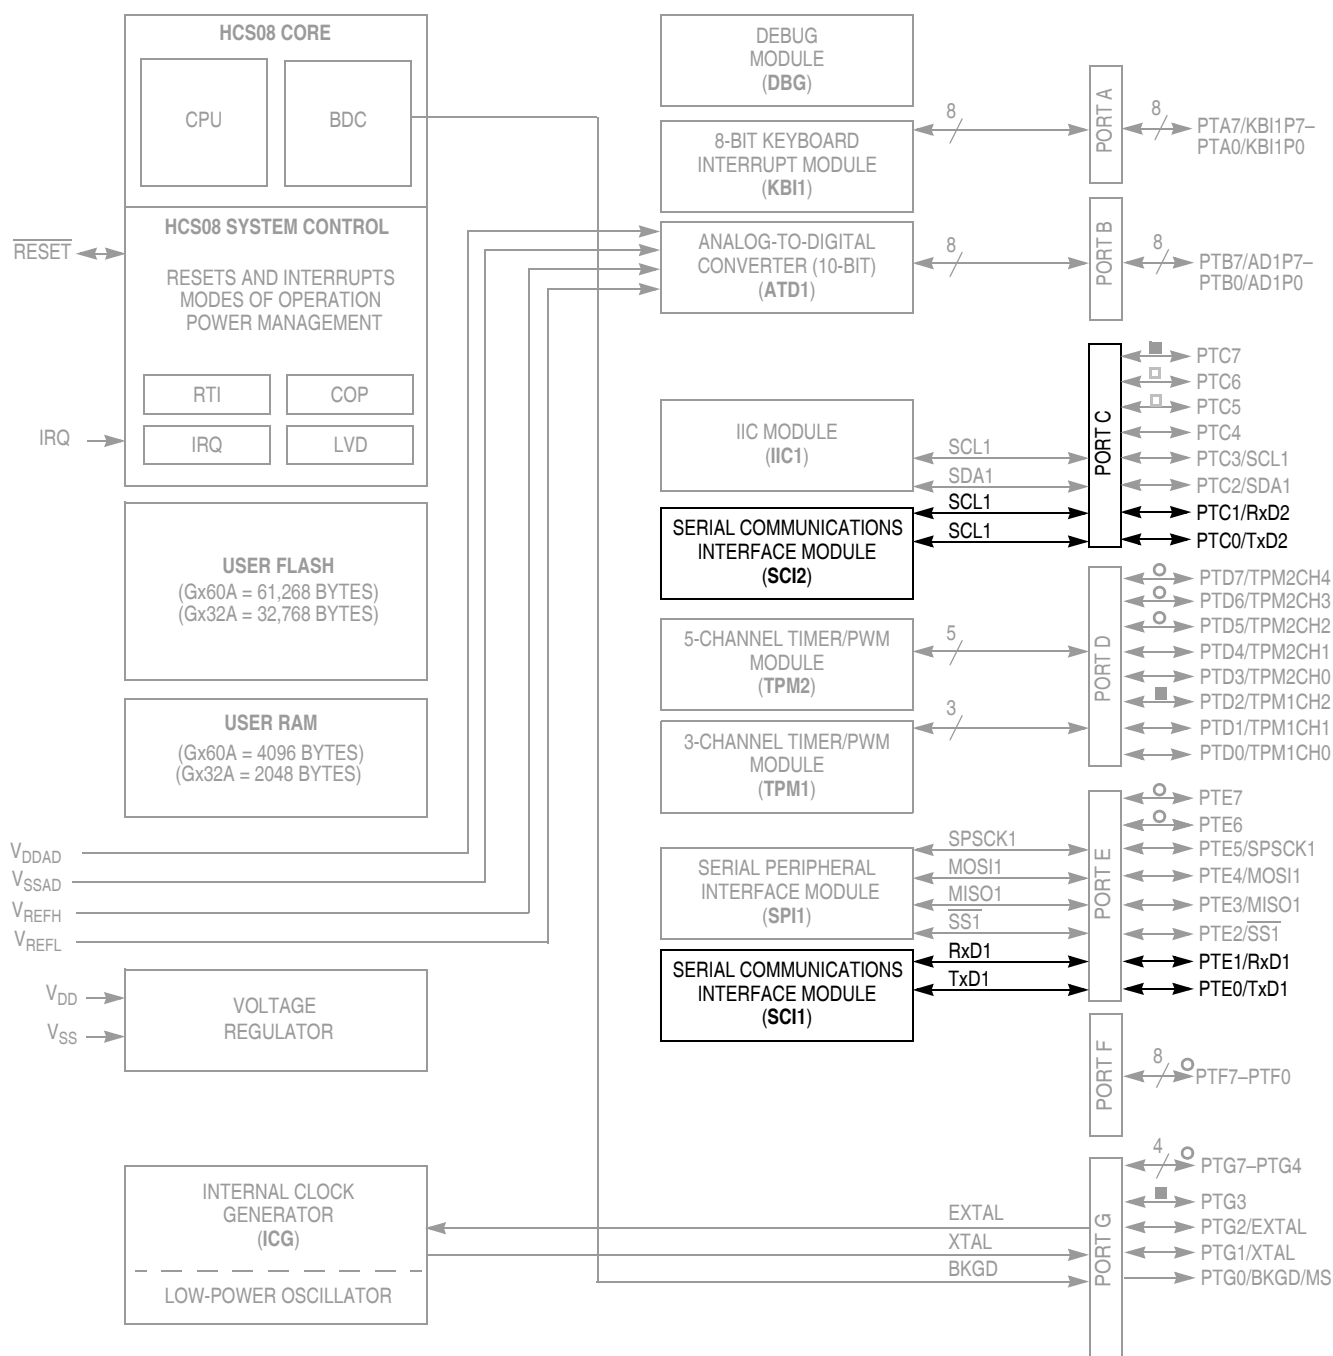 HCS08 CORE
CPU
BDC
HCS08 SYSTEM CONTROL
RESET
RESETS AND INTERRUPTS
MODES OF OPERATION
POWER MANAGEMENT
RTI
COP
IRQ
IRQ
LVD
USER FLASH
(Gx60A = 61,268 BYTES)
(Gx32A = 32,768 BYTES)
USER RAM
(Gx60A = 4096 BYTES)
(Gx32A = 2048 BYTES)
VDDAD
VSSAD
VREFH
VREFL
VDD
VSS
VOLTAGE
REGULATOR
INTERNAL CLOCK
GENERATOR
(ICG)
LOW-POWER OSCILLATOR
DEBUG
MODULE
(DBG)
8-BIT KEYBOARD
INTERRUPT MODULE
(KBI1)
8
PORT A
8
PTA7/KBI1P7–
PTA0/KBI1P0
ANALOG-TO-DIGITAL
CONVERTER (10-BIT)
(ATD1)
8
PORT B
8
PTB7/AD1P7–
PTB0/AD1P0
IIC MODULE
(IIC1)
SCL1
SDA1
SERIAL COMMUNICATIONS
INTERFACE MODULE
(SCI2)
SCL1
SCL1
PORT C
PTC7
PTC6
PTC5
PTC4
PTC3/SCL1
PTC2/SDA1
PTC1/RxD2
PTC0/TxD2
5-CHANNEL TIMER/PWM
MODULE
(TPM2)
5
3-CHANNEL TIMER/PWM
MODULE
(TPM1)
3
PORT D
PTD7/TPM2CH4
PTD6/TPM2CH3
PTD5/TPM2CH2
PTD4/TPM2CH1
PTD3/TPM2CH0
PTD2/TPM1CH2
PTD1/TPM1CH1
PTD0/TPM1CH0
SERIAL PERIPHERAL
INTERFACE MODULE
(SPI1)
SPSCK1
MOSI1
MISO1
SS1
SERIAL COMMUNICATIONS
INTERFACE MODULE
(SCI1)
RxD1
TxD1
PORT E
PTE7
PTE6
PTE5/SPSCK1
PTE4/MOSI1
PTE3/MISO1
PTE2/SS1
PTE1/RxD1
PTE0/TxD1
PORT F
8
PTF7–PTF0
EXTAL
XTAL
BKGD
PORT G
4
PTG7–PTG4
PTG3
PTG2/EXTAL
PTG1/XTAL
PTG0/BKGD/MS